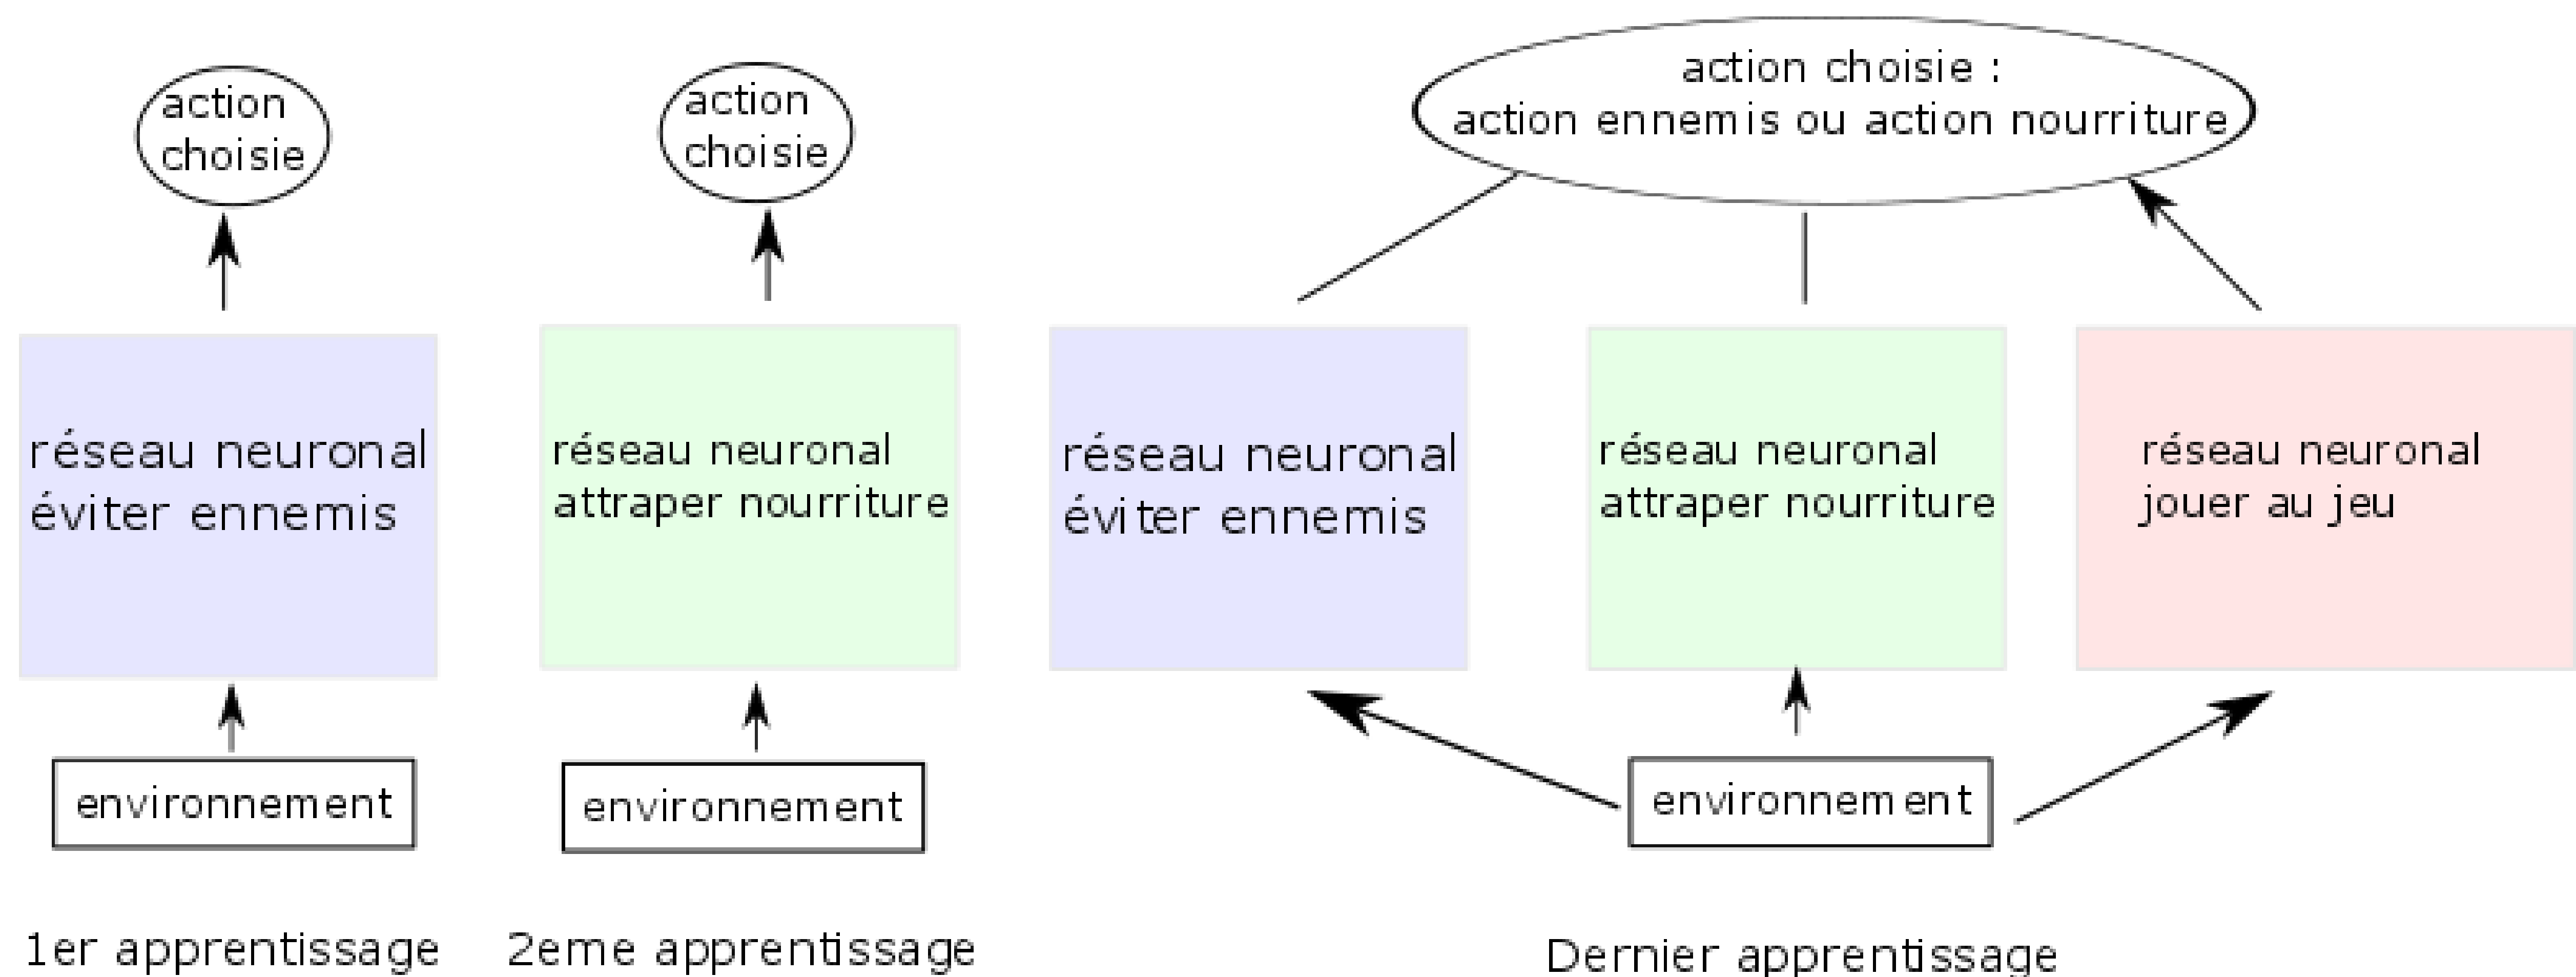 action
choisie
réseau neuronal
éviter ennemis
environnement
1er apprentissage
action
choisie
réseau neuronal
attraper nourriture
environnement
2eme apprentissage
action choisie :
action ennemis ou action nourriture
réseau neuronal
éviter ennemis
réseau neuronal
attraper nourriture
réseau neuronal
jouer au jeu
environnement
Dernier apprentissage